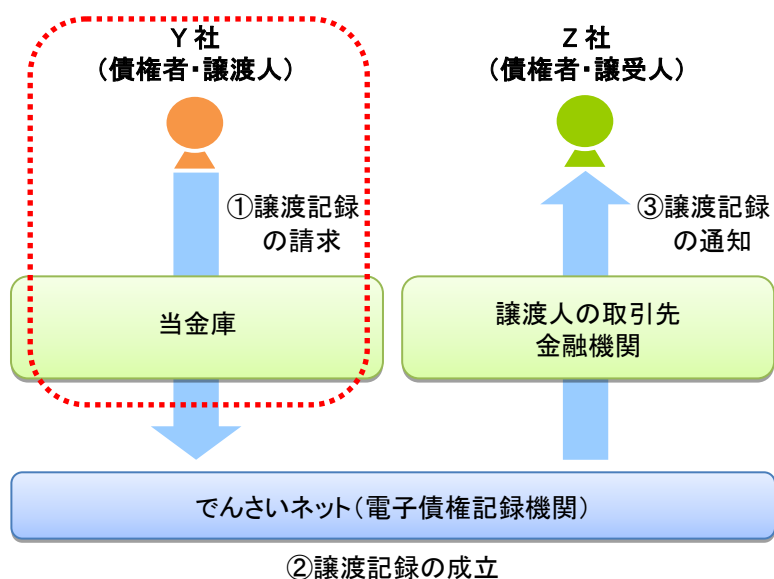 Y社
(債権者・譲渡人)
Z社
(債権者・譲受人)
①譲渡記録
の請求
③譲渡記録
の通知
当金庫
譲渡人の取引先
金融機関
でんさいネット(電子債権記録機関)
②譲渡記録の成立